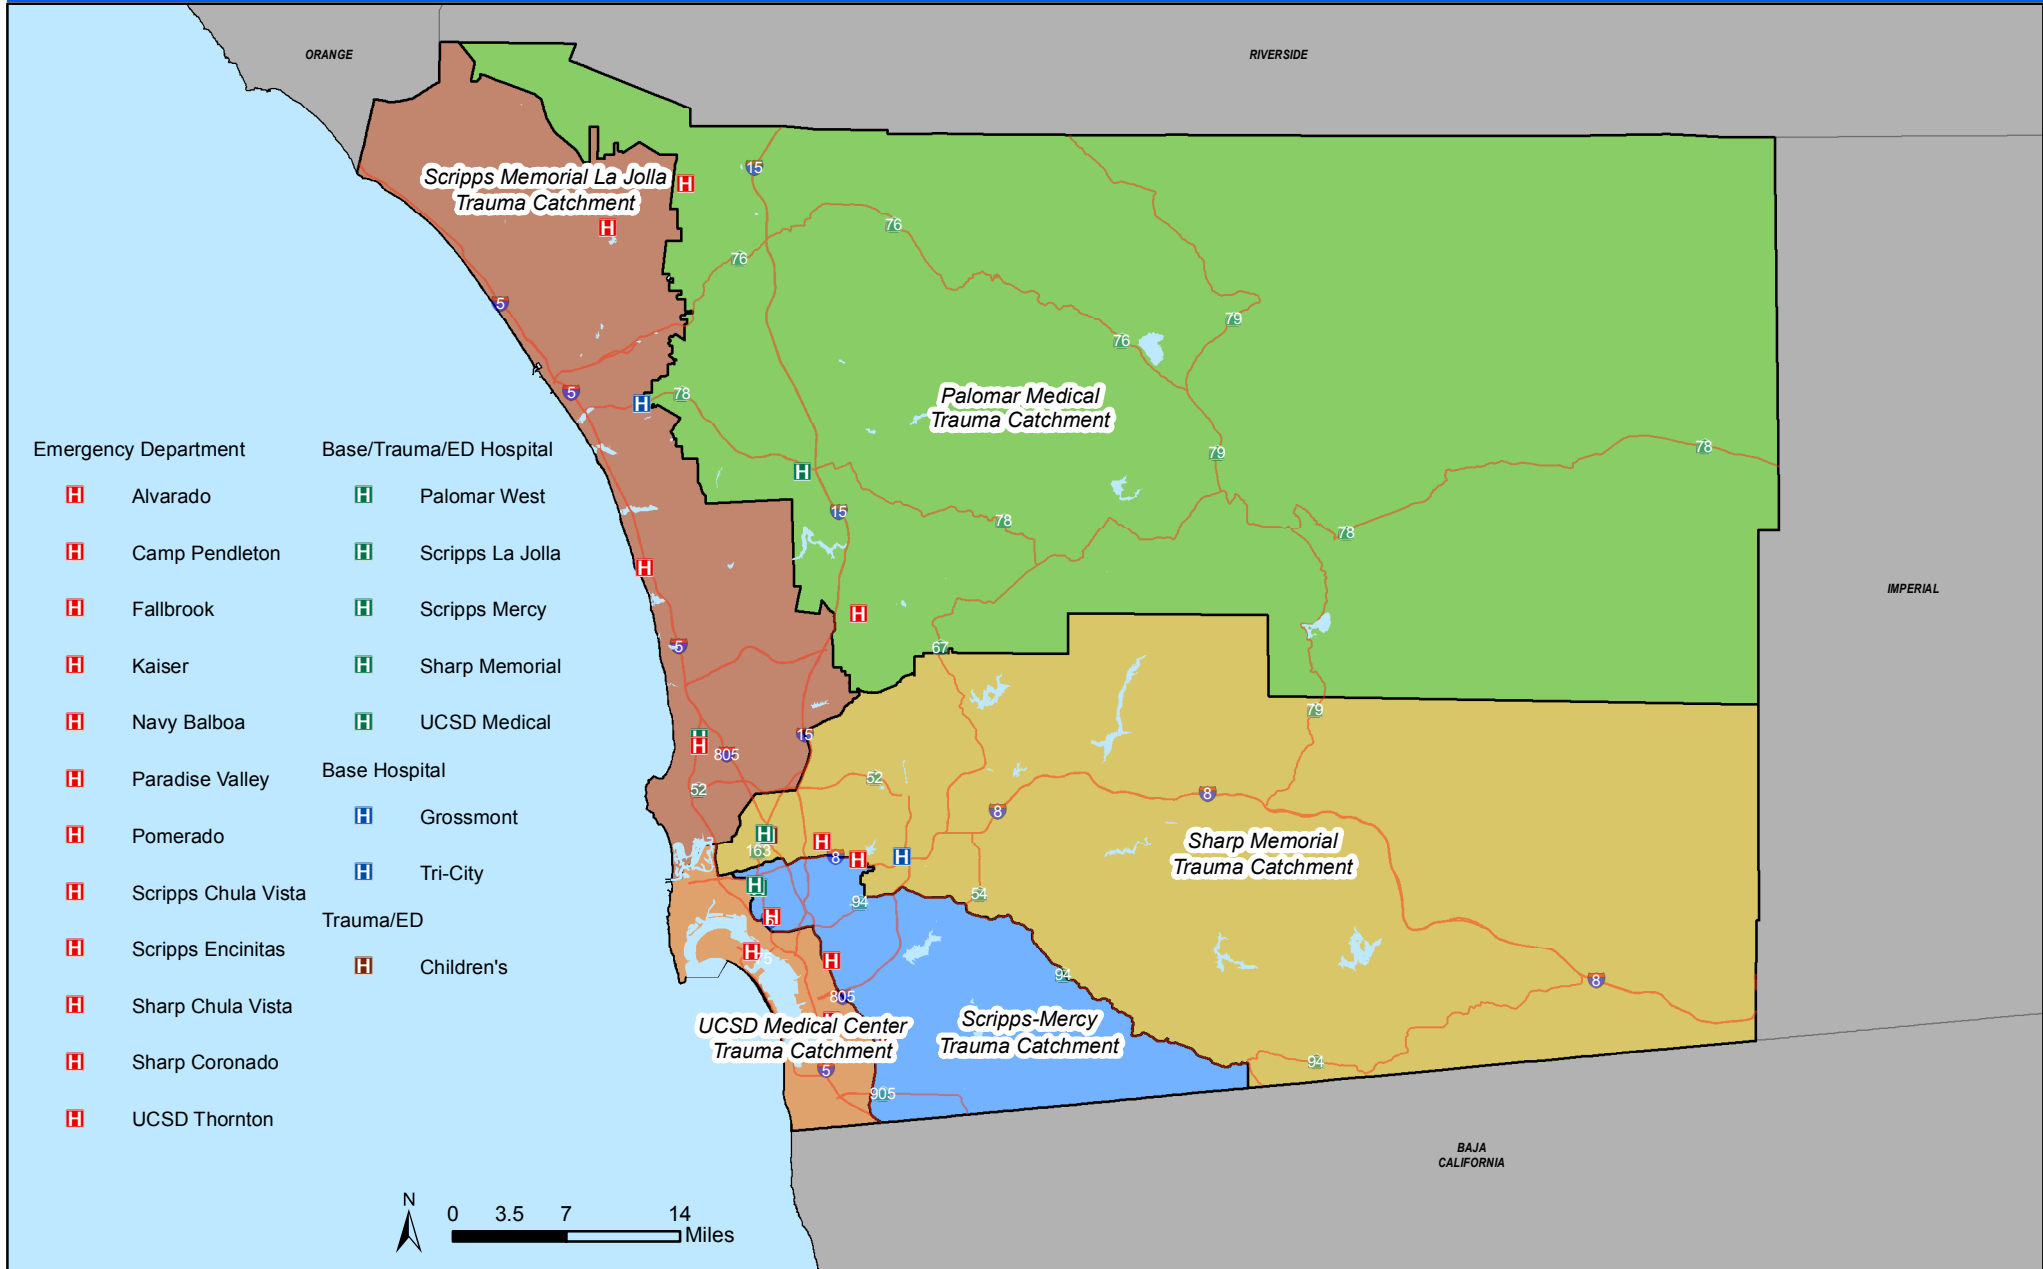 ORANGE
RIVERSIDE
15
Scripps Memorial La Jolla
Trauma Catchment
H
H
76
76
5
79
76
5
78
H
Palomar Medical
Trauma Catchment
78
79
H
15
78
78
H
IMPERIAL
H
67
5
79
15
H
805
52
52
8
8
H
163
H
8
H
H
Sharp Memorial
Trauma Catchment
H
94
54
H
H
75
H
94
8
805
UCSD Medical Center
Trauma Catchment
Scripps-Mercy
Trauma Catchment
5
94
905
BAJA
CALIFORNIA
Emergency Department
H Alvarado
H Camp Pendleton
H Fallbrook
H Kaiser
H Navy Balboa
H Paradise Valley
H Pomerado
H Scripps Chula Vista
H Scripps Encinitas
H Sharp Chula Vista
H Sharp Coronado
H UCSD Thornton
Base/Trauma/ED Hospital
H Palomar West
H Scripps La Jolla
H Scripps Mercy
H Sharp Memorial
H UCSD Medical
Base Hospital
H Grossmont
H Tri-City
Trauma/ED
H Children's
N
0 3.5 7 14
Miles